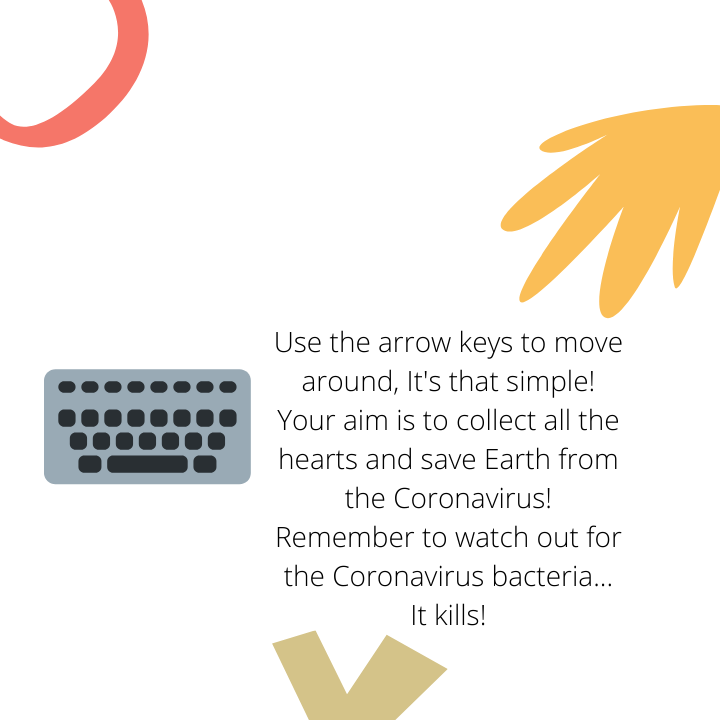 Use the arrow keys to move
around, It's that simple!
Your aim is to collect all the
hearts and save Earth from
the Coronavirus!
Remember to watch out for
the Coronavirus bacteria...
It kills!